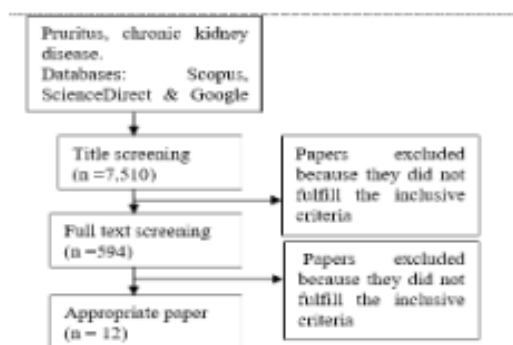 Pruritus, chronic kidney
disease.
Databases: Scopus,
ScienceDirect & Google
Title screening
(n =7,510)
Papers excluded
because they did not
fulfill the inclusive
criteria
Full text screening
(n =594)
Papers excluded
because they did not
fulfill the inclusive
criteria
Appropriate paper
(n = 12)